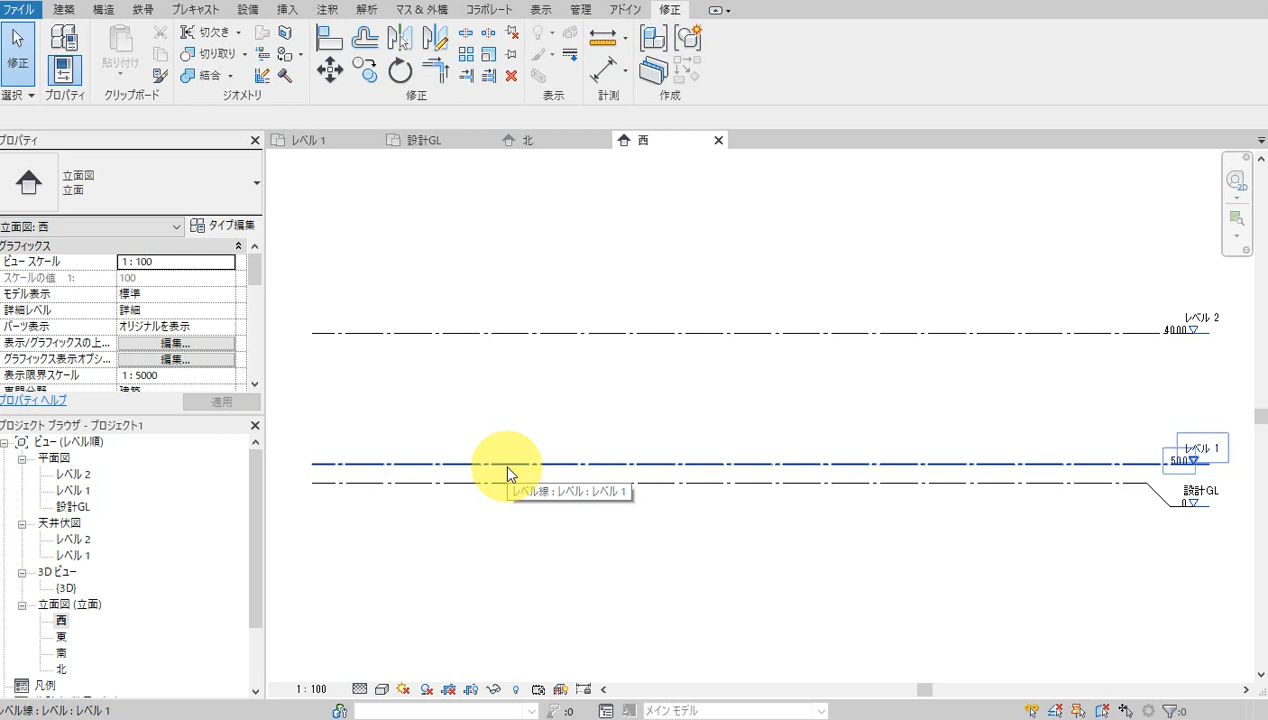 ファイル 建築 構造 鉄骨 プレキャスト 設備 挿入 注釈 解析 マス & 外構 コラボレート 表示 管理 アドイン 修正
修正 貼り付け 切り欠き 切り取り 結合
選択 プロパティ クリップボード ジオメトリ 修正 表示 計測 作成
プロパティ
レベル 1 設計GL 北 西
立面図
立面
立面図: 西 タイプ編集
グラフィックス
ビュー スケール 1 : 100
スケールの値 1: 100
モデル表示 標準
詳細レベル 詳細
パーツ表示 オリジナルを表示
表示/グラフィックスの上... 編集...
グラフィックス表示オプシ... 編集...
表示限界スケール 1 : 5000
専門分野 建築
プロパティ ヘルプ 適用
プロジェクト ブラウザ - プロジェクト1
ビュー (レベル順)
平面図
レベル 2
レベル 1
設計GL
天井伏図
レベル 2
レベル 1
3D ビュー
{3D}
立面図 (立面)
西
東
南
北
凡例
レベル 2
4000
レベル 1
500
レベル線 : レベル : レベル 1
設計GL
0
2D
1 : 100
レベル線 : レベル : レベル 1 :0 メイン モデル :0